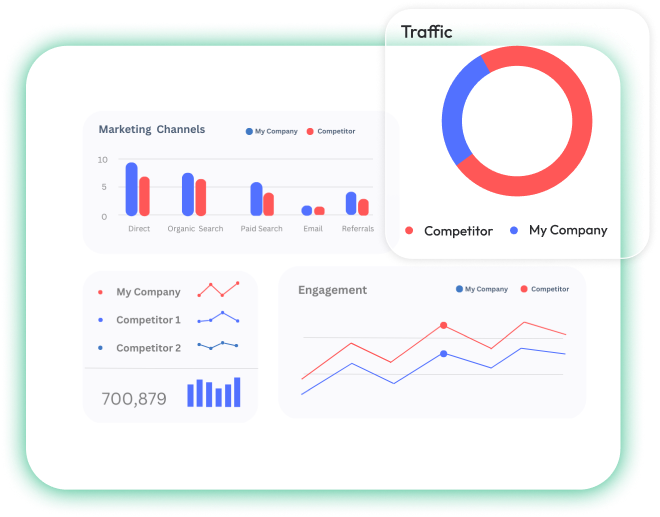 Traffic
Competitor My Company
Marketing Channels
My Company Competitor
10
5
0
Direct Organic Search Paid Search Email Referrals
My Company
Competitor 1
Competitor 2
700,879
Engagement
My Company Competitor